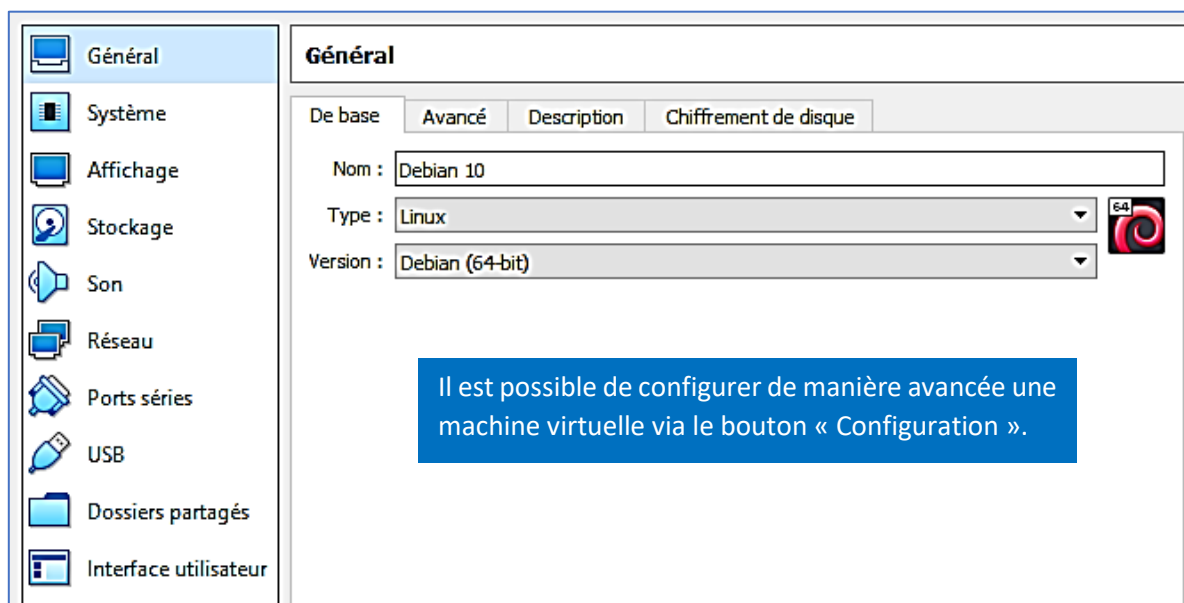 Général
Système
Affichage
Stockage
Son
Réseau
Ports séries
USB
Dossiers partagés
Interface utilisateur
Général
De base Avancé Description Chiffrement de disque
Nom : Debian 10
Type : Linux
64
Version : Debian (64-bit)
Il est possible de configurer de manière avancée une
machine virtuelle via le bouton « Configuration ».